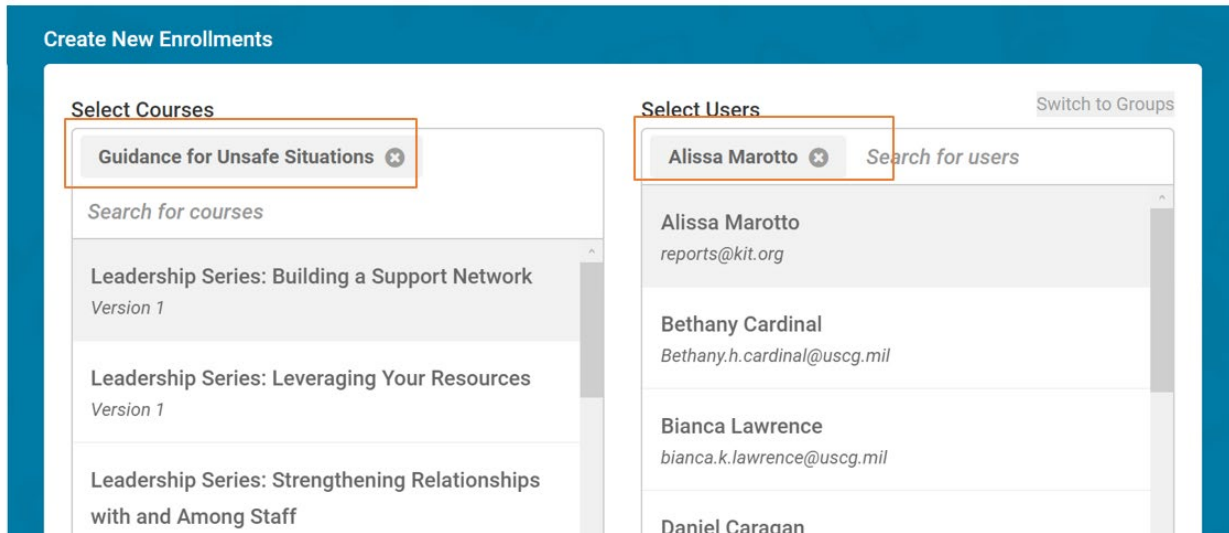 Create New Enrollments
Select Courses
Guidance for Unsafe Situations
Search for courses
Leadership Series: Building a Support Network
Version 1
Leadership Series: Leveraging Your Resources
Version 1
Leadership Series: Strengthening Relationships
with and Among Staff
Select Users
Switch to Groups
Alissa Marotto
Search for users
Alissa Marotto
reports@kit.org
Bethany Cardinal
Bethany.h.cardinal@uscg.mil
Bianca Lawrence
bianca.k.lawrence@uscg.mil
Daniel Caragan